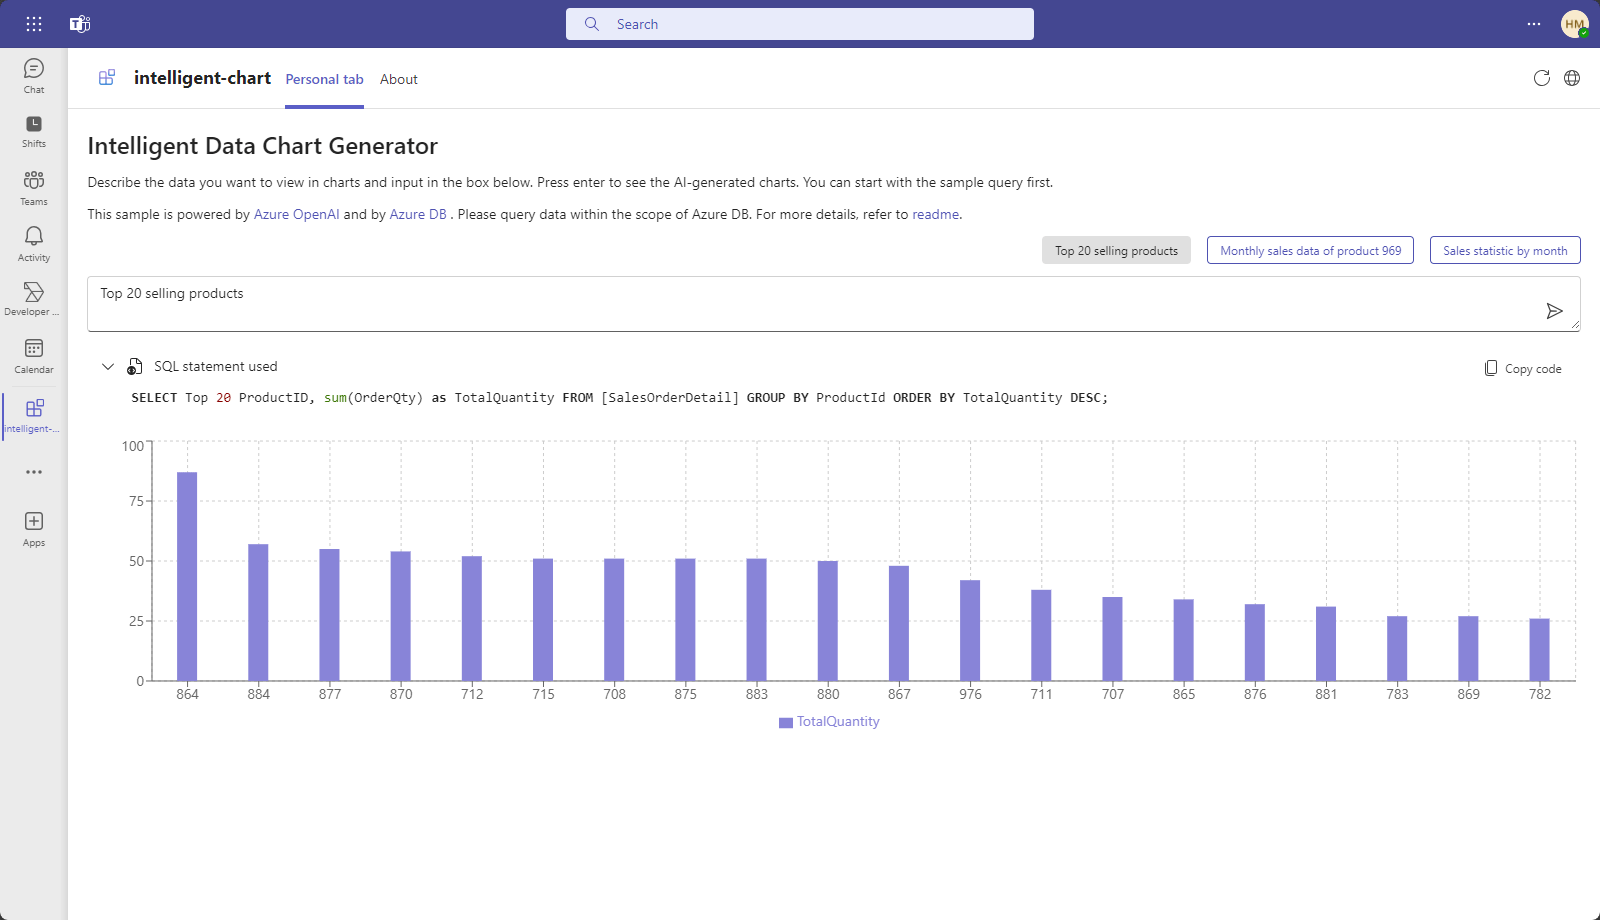 Search
HM
Chat
Shifts
Teams
Activity
Developer ...
Calendar
intelligent-...
Apps
intelligent-chart Personal tab About
Intelligent Data Chart Generator
Describe the data you want to view in charts and input in the box below. Press enter to see the AI-generated charts. You can start with the sample query first.
This sample is powered by Azure OpenAI and by Azure DB . Please query data within the scope of Azure DB. For more details, refer to readme.
Top 20 selling products Monthly sales data of product 969 Sales statistic by month
Top 20 selling products
SQL statement used Copy code
SELECT Top 20 ProductID, sum(OrderQty) as TotalQuantity FROM [SalesOrderDetail] GROUP BY ProductId ORDER BY TotalQuantity DESC;
100
75
50
25
0
864 884 877 870 712 715 708 875 883 880 867 976 711 707 865 876 881 783 869 782
TotalQuantity